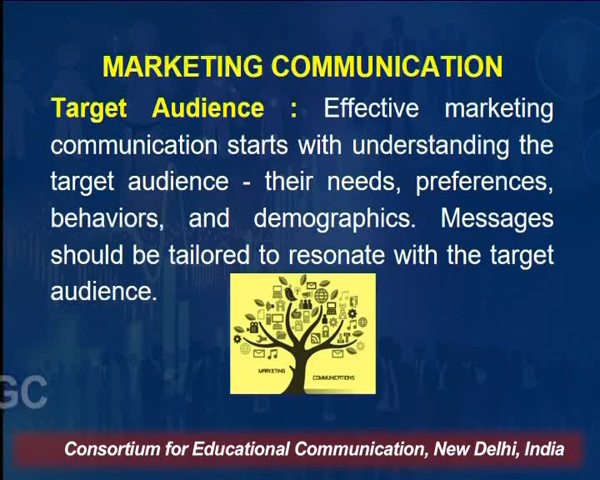 MARKETING COMMUNICATION
Target Audience : Effective marketing
communication starts with understanding the
target audience - their needs, preferences,
behaviors, and demographics. Messages
should be tailored to resonate with the target
audience.
MARKETING COMMUNICATIONS
GC
Consortium for Educational Communication, New Delhi, India